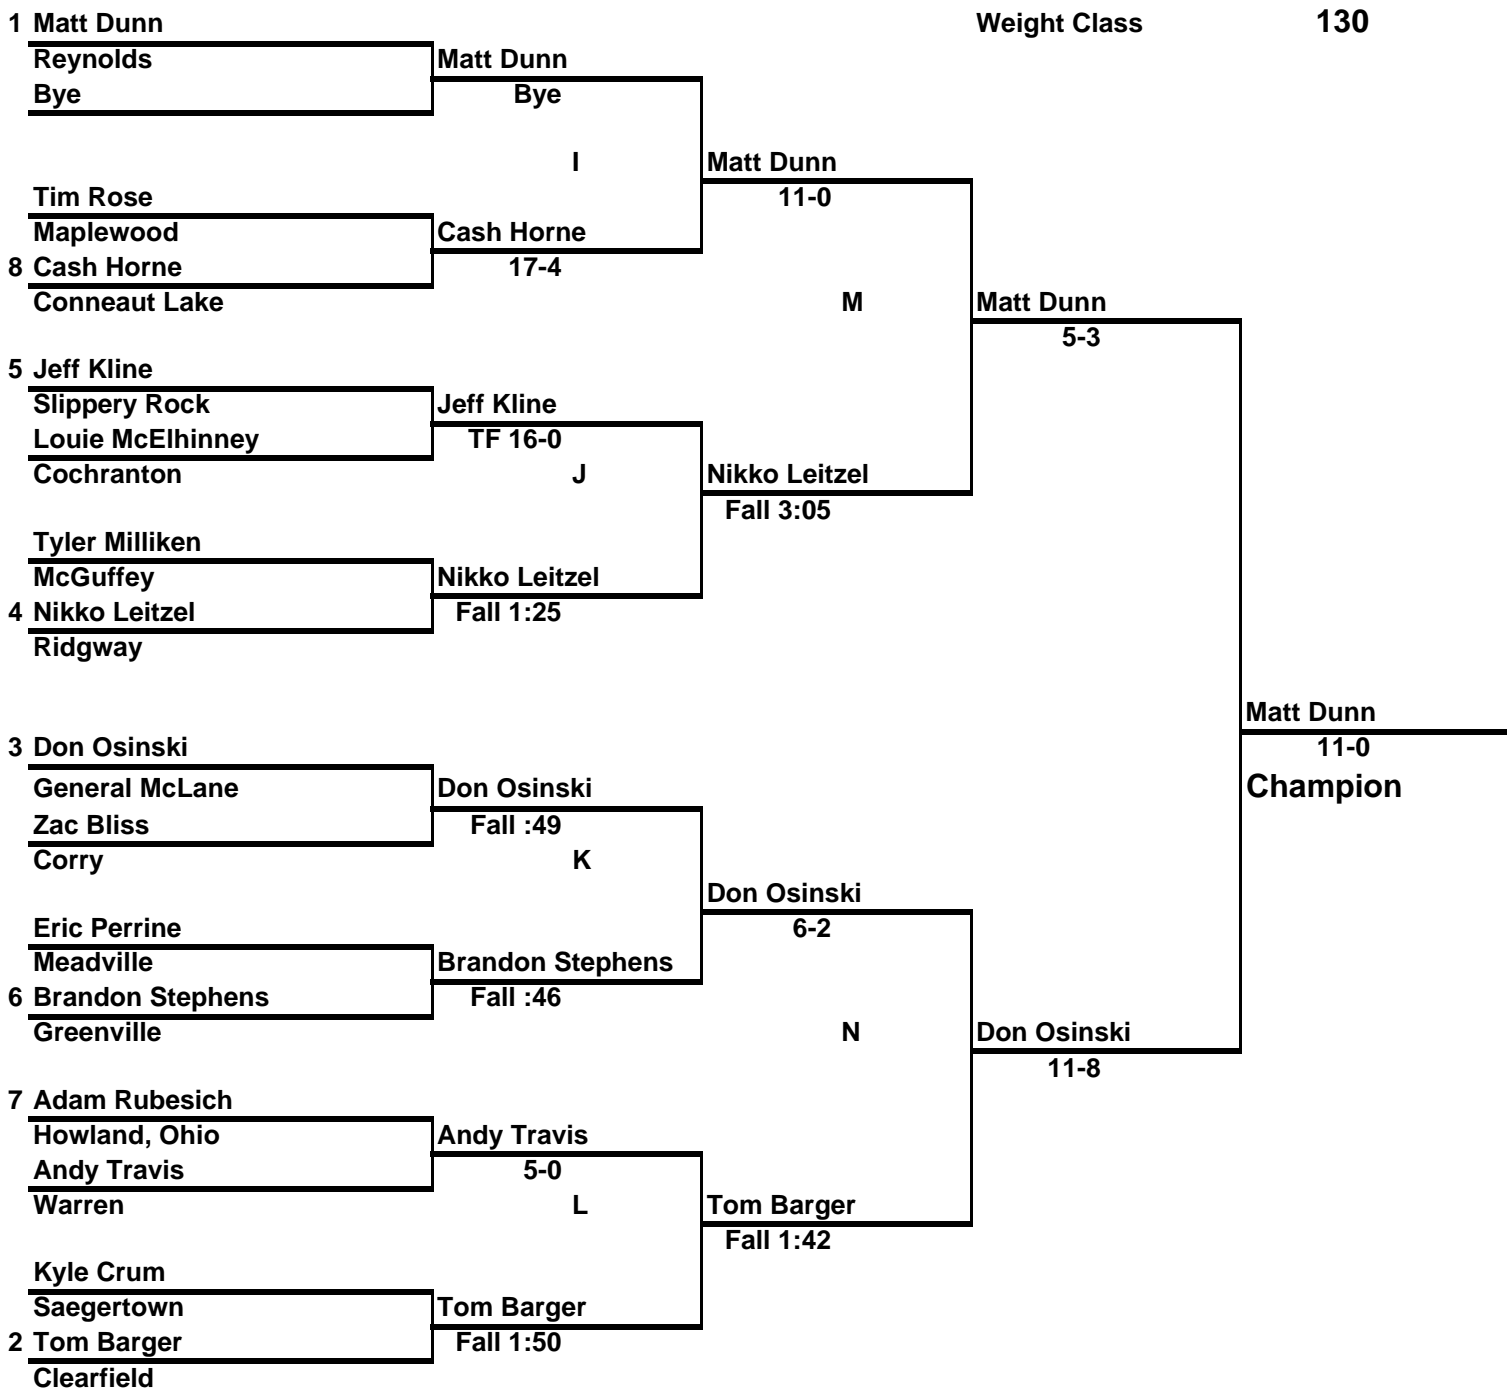 1 Matt Dunn
Weight Class 130
Reynolds
Matt Dunn
Bye
Bye
I
Matt Dunn
Tim Rose
11-0
Maplewood
Cash Horne
8 Cash Horne
17-4
Conneaut Lake
M
Matt Dunn
5-3
5 Jeff Kline
Slippery Rock
Jeff Kline
Louie McElhinney
TF 16-0
Cochranton
J
Nikko Leitzel
Fall 3:05
Tyler Milliken
McGuffey
Nikko Leitzel
4 Nikko Leitzel
Fall 1:25
Ridgway
Matt Dunn
3 Don Osinski
11-0
General McLane
Don Osinski
Champion
Zac Bliss
Fall :49
Corry
K
Don Osinski
Eric Perrine
6-2
Meadville
Brandon Stephens
6 Brandon Stephens
Fall :46
Greenville
N
Don Osinski
11-8
7 Adam Rubesich
Howland, Ohio
Andy Travis
Andy Travis
5-0
Warren
L
Tom Barger
Fall 1:42
Kyle Crum
Saegertown
Tom Barger
2 Tom Barger
Fall 1:50
Clearfield